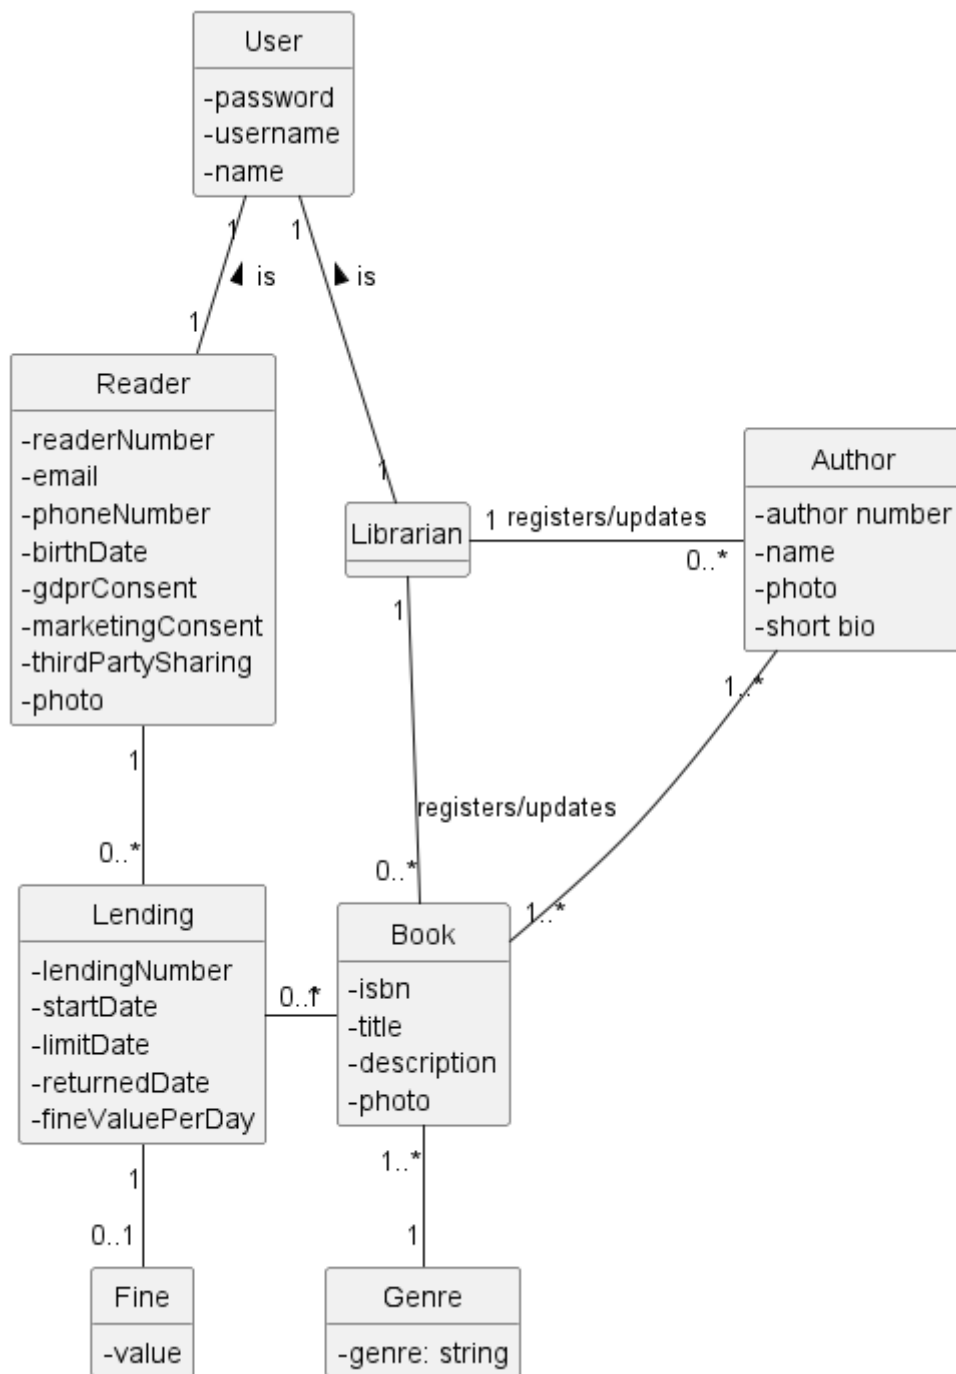 User
-password
-username
-name
1
1
is
is
1
1
Reader
-readerNumber
-email
-phoneNumber
-birthDate
-gdprConsent
-marketingConsent
-thirdPartySharing
-photo
Librarian
1 registers/updates
0..*
Author
-author number
-name
-photo
-short bio
1
1
1..*
registers/updates
0..*
0..*
1..*
Lending
-lendingNumber
-startDate
-limitDate
-returnedDate
-fineValuePerDay
0..*
1
Book
-isbn
-title
-description
-photo
1
0..1
1..*
1
Fine
-value
Genre
-genre: string